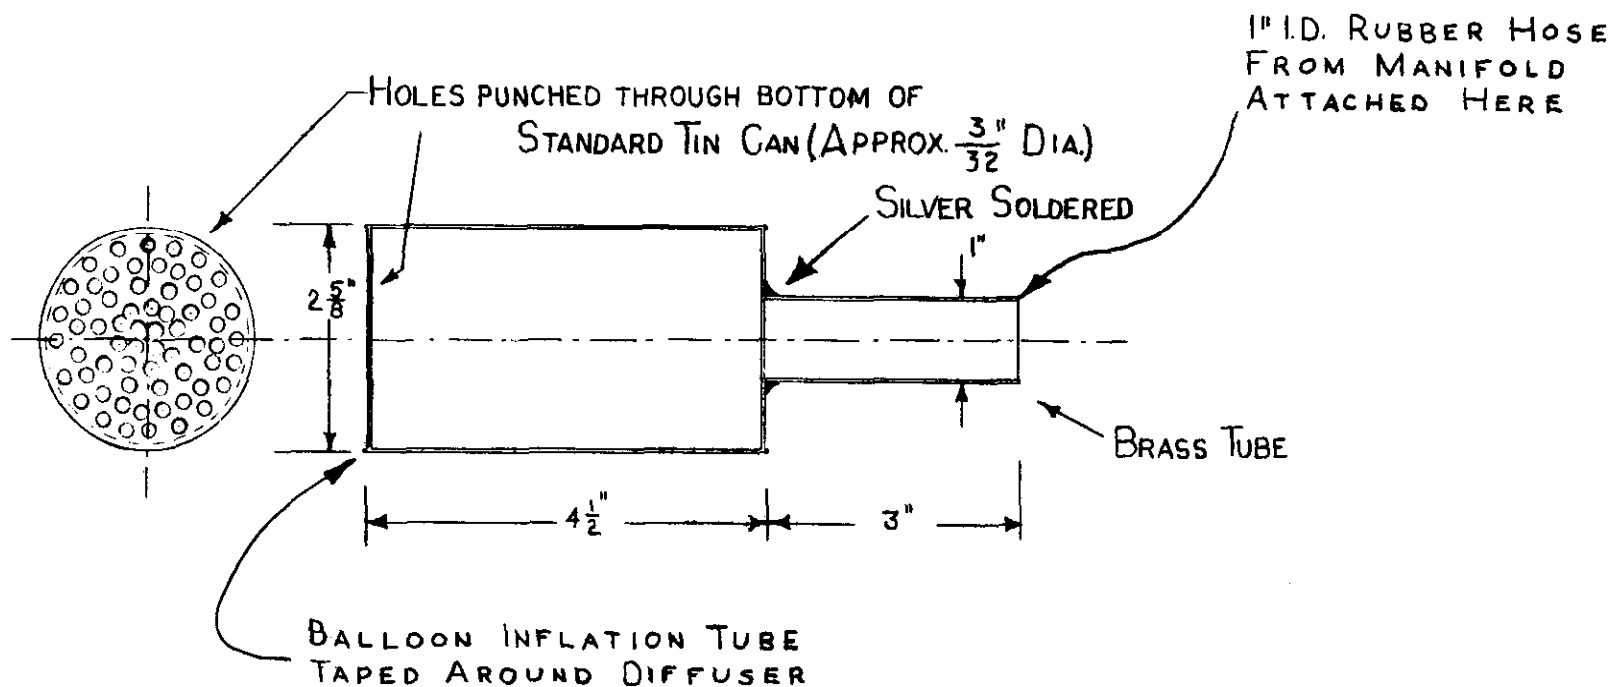 1" I.D. RUBBER HOSE
FROM MANIFOLD
ATTACHED HERE
HOLES PUNCHED THROUGH BOTTOM OF
STANDARD TIN CAN (APPROX. 3/32" DIA.)
SILVER SOLDERED
1"
2 5/8"
BRASS TUBE
4 1/2"
3"
BALLOON INFLATION TUBE
TAPED AROUND DIFFUSER